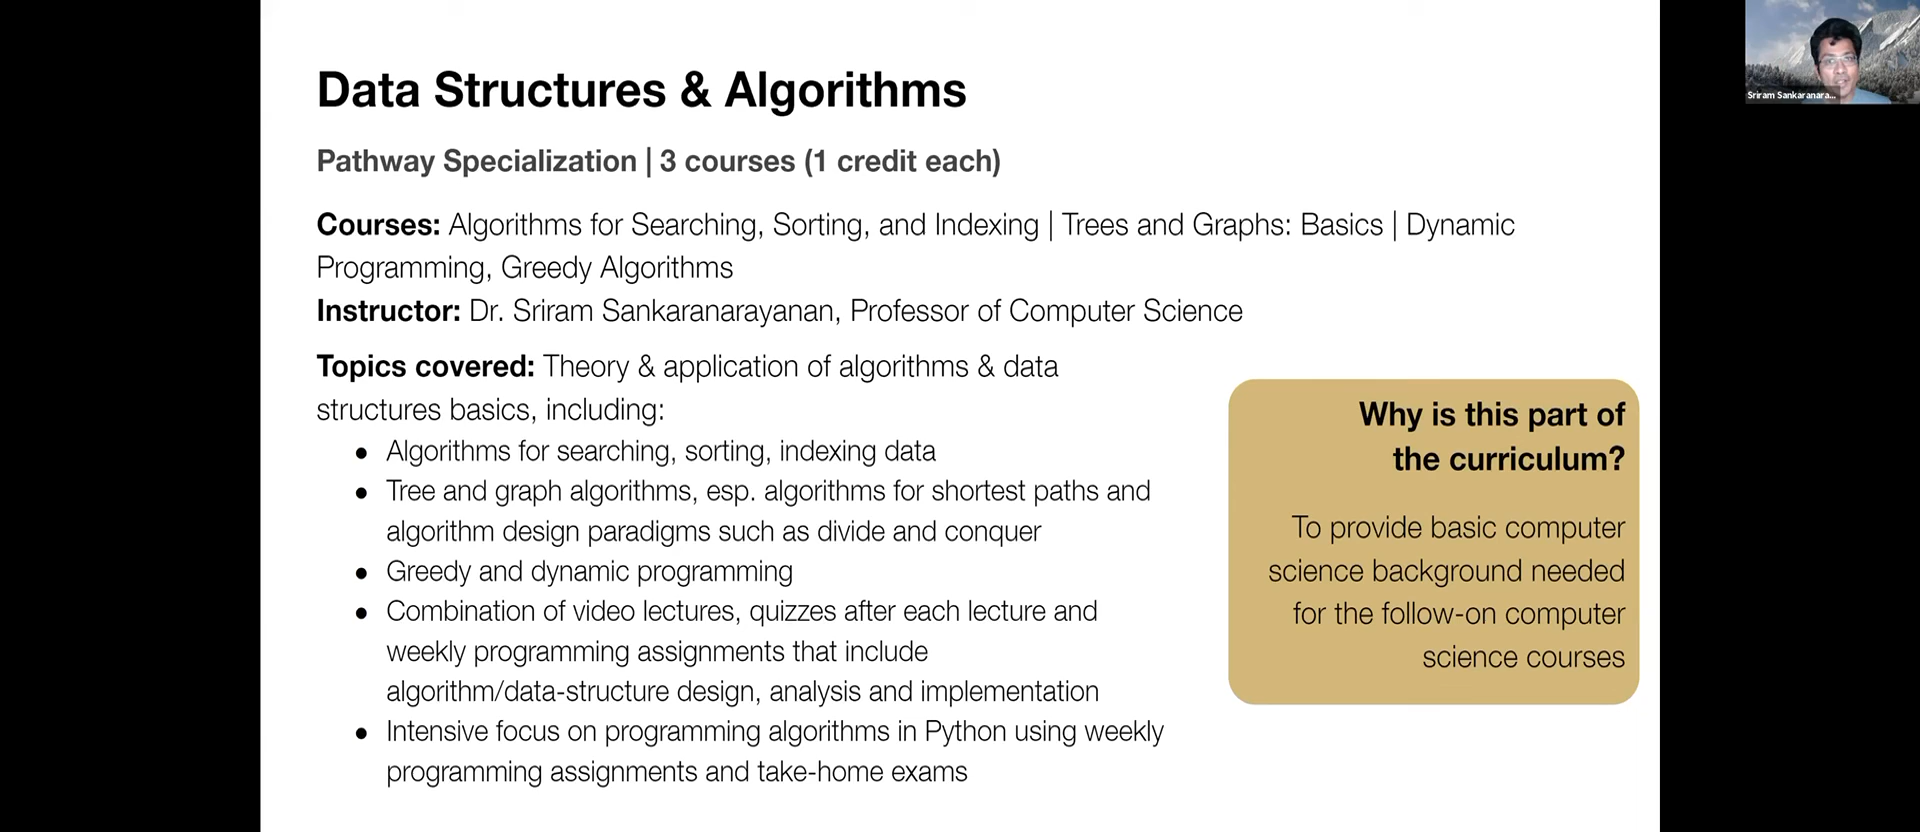 Data Structures & Algorithms
Pathway Specialization | 3 courses (1 credit each)
Courses: Algorithms for Searching, Sorting, and Indexing | Trees and Graphs: Basics | Dynamic
Programming, Greedy Algorithms
Instructor: Dr. Sriram Sankaranarayanan, Professor of Computer Science
Topics covered: Theory & application of algorithms & data
structures basics, including:
● Algorithms for searching, sorting, indexing data
● Tree and graph algorithms, esp. algorithms for shortest paths and
algorithm design paradigms such as divide and conquer
● Greedy and dynamic programming
● Combination of video lectures, quizzes after each lecture and
weekly programming assignments that include
algorithm/data-structure design, analysis and implementation
● Intensive focus on programming algorithms in Python using weekly
programming assignments and take-home exams
Why is this part of
the curriculum?
To provide basic computer
science background needed
for the follow-on computer
science courses
Sriram Sankaranara...